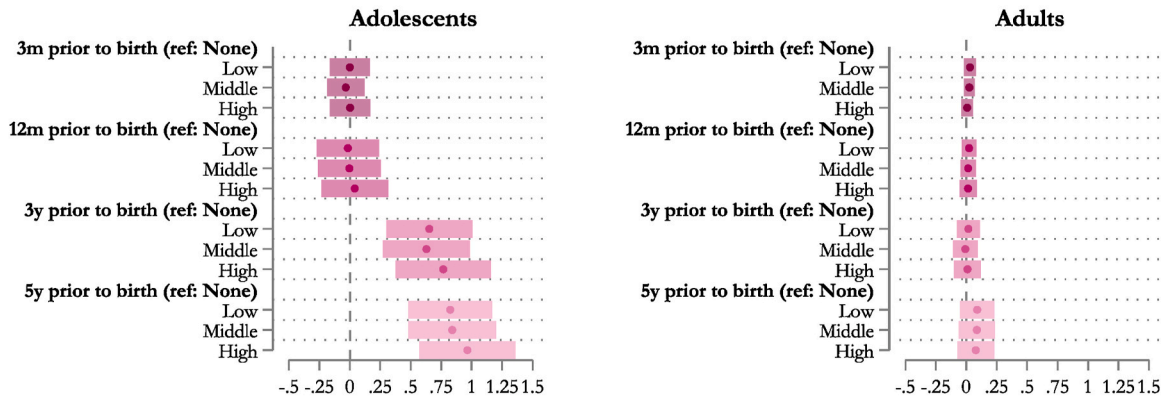 Adolescents
3m prior to birth (ref: None)
Low
Middle
High
12m prior to birth (ref: None)
Low
Middle
High
3y prior to birth (ref: None)
Low
Middle
High
5y prior to birth (ref: None)
Low
Middle
High
-.5 -.25 0 .25 .5 .75 1 1.25 1.5
Adults
3m prior to birth (ref: None)
Low
Middle
High
12m prior to birth (ref: None)
Low
Middle
High
3y prior to birth (ref: None)
Low
Middle
High
5y prior to birth (ref: None)
Low
Middle
High
-.5 -.25 0 .25 .5 .75 1 1.25 1.5